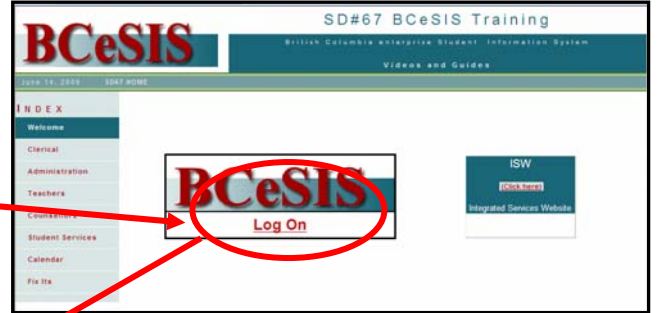 BCeSIS
SD#67 BCeSIS Training
British Columbia enterprise Student Information System
Videos and Guides
June 14, 2006 SD67 HOME
INDEX
Welcome
Clerical
Administration
Teachers
Counsellors
Student Services
Calendar
Fix Its
BCeSIS
Log On
ISW
(Click here)
Integrated Services Website